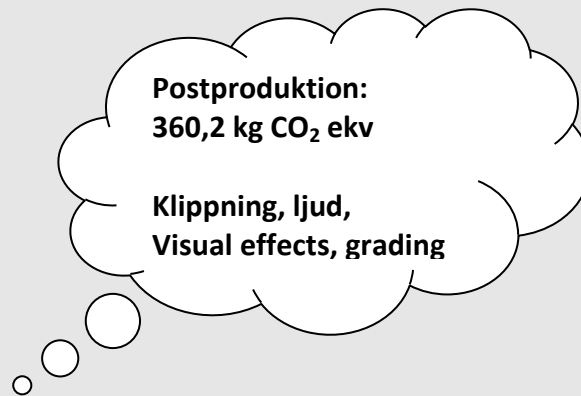 Postproduktion:
360,2 kg CO₂ ekv
Klippning, ljud,
Visual effects, grading